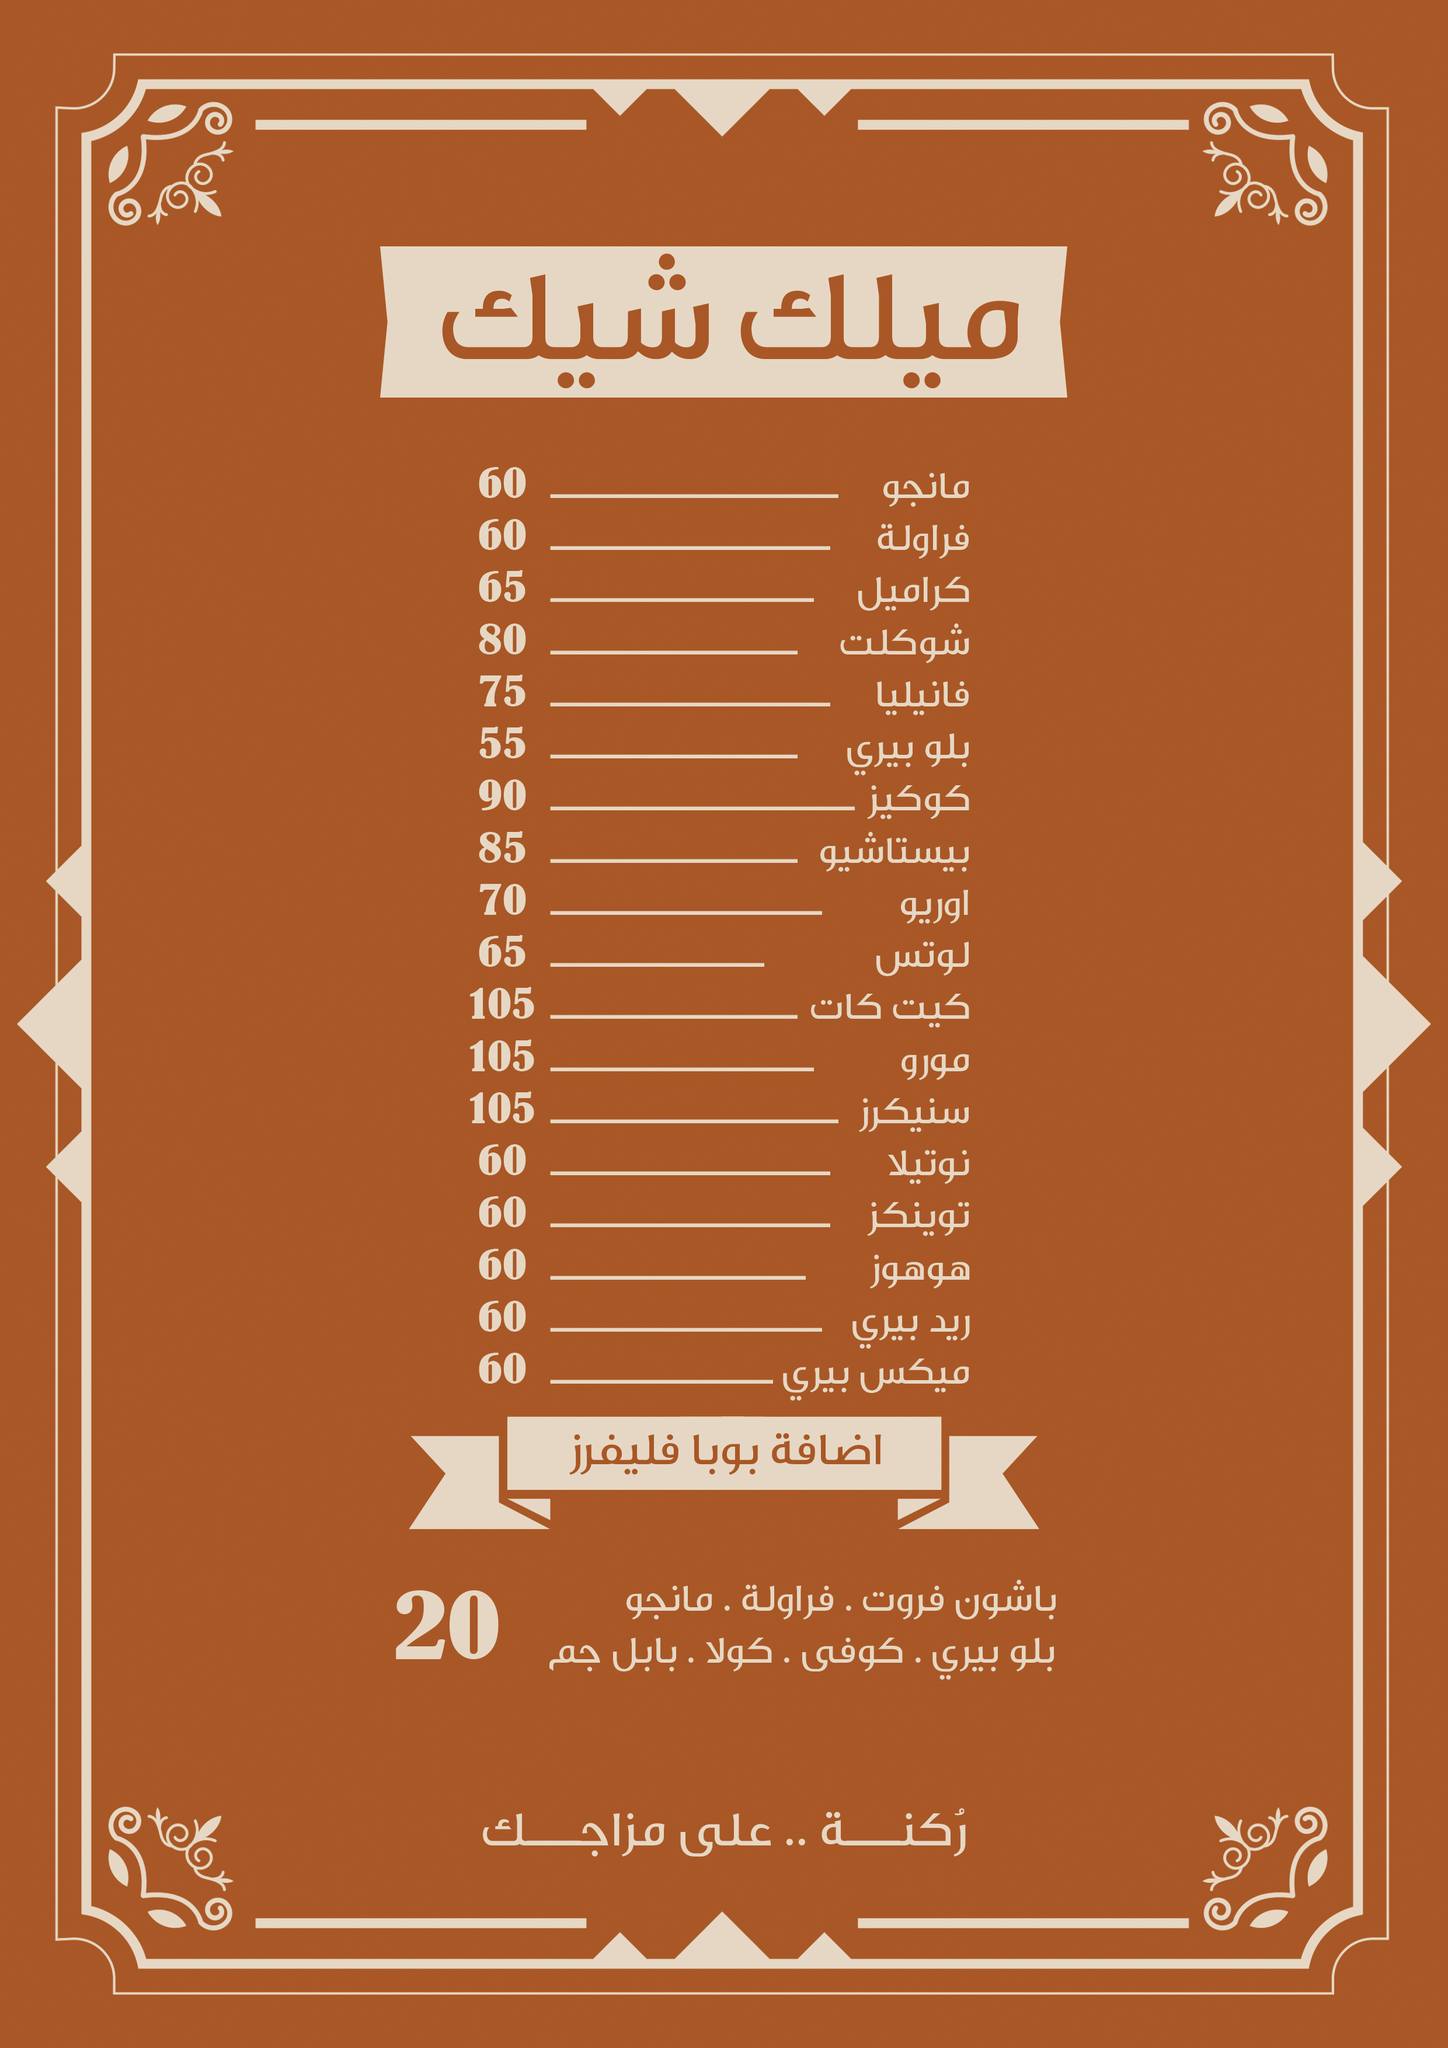 ميلك شيك
مانجو 60
فراولة 60
كراميل 65
شوكلت 80
فانيليا 75
بلو بيري 55
كوكيز 90
بيستاشيو 85
اوريو 70
لوتس 65
كيت كات 105
مورو 105
سنيكرز 105
نوتيلا 60
توينكز 60
هوهوز 60
ريد بيري 60
ميكس بيري 60
اضافة بوبا فليفرز
باشون فروت . فراولة . مانجو
بلو بيري . كوفى . كولا . بابل جم
20
رُكنــــة .. على مزاجــــك